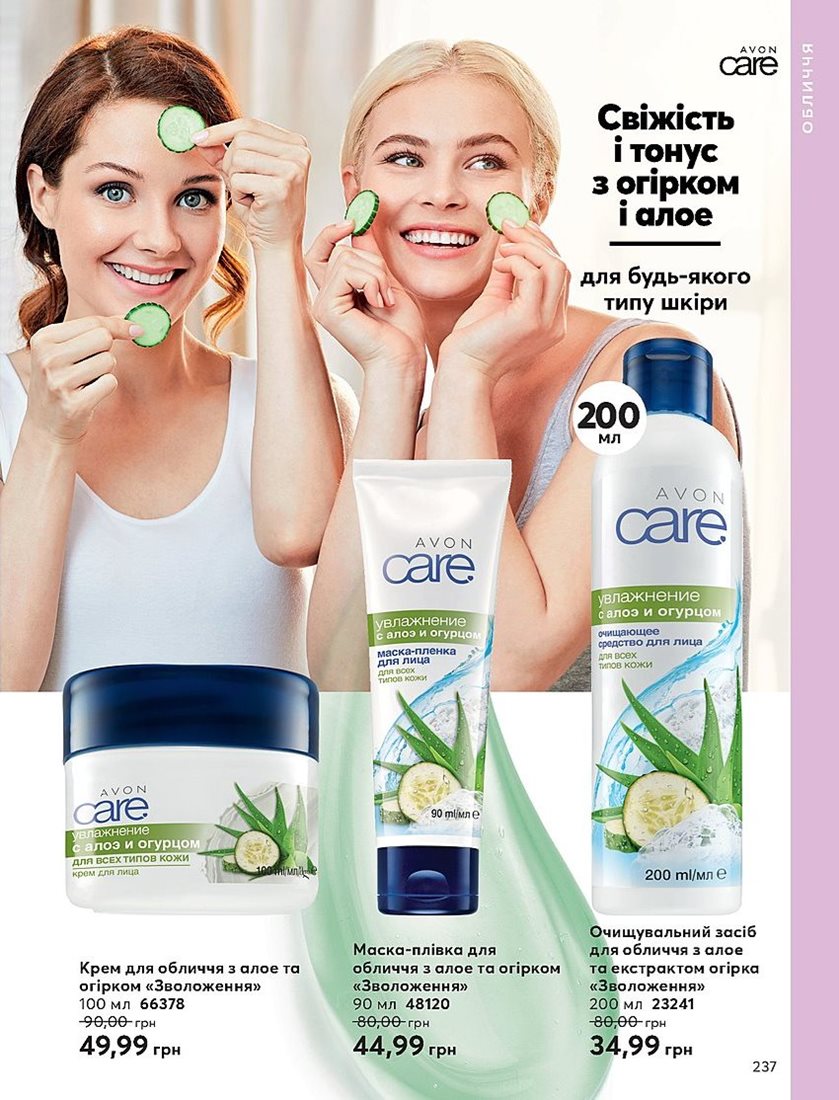 AVON
care
ОБЛИЧЧЯ
Свіжість
і тонус
з огірком
і алое
для будь-якого
типу шкіри
200
МЛ
AVON
care
увлажнение
с алоэ и огурцом
очищающее
средство для лица
для всех
типов кожи
200 ml/мл e
AVON
care
увлажнение
с алоэ и огурцом
маска-пленка
для лица
для всех
типов кожи
90 ml/мл e
AVON
care
увлажнение
с алоэ и огурцом
для всех типов кожи
крем для лица
100 ml/мл
Крем для обличчя з алое та
огірком «Зволоження»
100 мл 66378
90,00 грн
49,99 грн
Маска-плівка для
обличчя з алое та огірком
«Зволоження»
90 мл 48120
80,00 грн
44,99 грн
Очищувальний засіб
для обличчя з алое
та екстрактом огірка
«Зволоження»
200 мл 23241
80,00 грн
34,99 грн
237